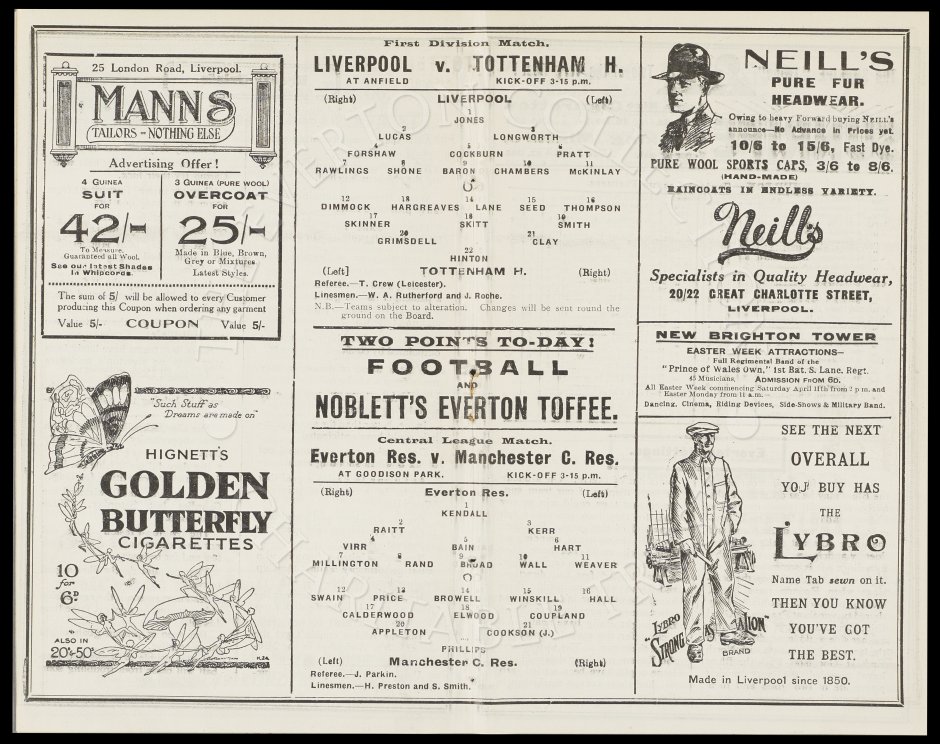 25 London Road, Liverpool.
MANNS
TAILORS - NOTHING ELSE
Advertising Offer !
4 GUINEA
SUIT
FOR
42/-
To Measure.
Guaranteed all Wool.
See our latest Shades
in Whipcords.
3 GUINEA (PURE WOOL)
OVERCOAT
FOR
25/-
Made in Blue, Brown,
Grey or Mixtures
Latest Styles.
The sum of 5/ will be allowed to every Customer
producing this Coupon when ordering any garment
Value 5/- COUPON Value 5/-
"Such Stuff as
Dreams are made on"
HIGNETT'S
GOLDEN
BUTTERFLY
CIGARETTES
10
for
6D
ALSO IN
20's & 50's
First Division Match.
LIVERPOOL v. TOTTENHAM H.
AT ANFIELD KICK-OFF 3-15 p.m.
(Right) LIVERPOOL (Left)
1
JONES
2 3
LUCAS LONGWORTH
4 5 6
FORSHAW COCKBURN PRATT
7 8 9 10 11
RAWLINGS SHONE BARON CHAMBERS McKINLAY
12 13 14 15 16
DIMMOCK HARGREAVES LANE SEED THOMPSON
17 18 19
SKINNER SKITT SMITH
20 21
GRIMSDELL CLAY
22
HINTON
(Left] TOTTENHAM H. (Right)
Referee.—T. Crew (Leicester).
Linesmen.—W. A. Rutherford and J. Roche.
N.B.—Teams subject to alteration. Changes will be sent round the
ground on the Board.
TWO POINTS TO-DAY!
FOOTBALL
AND
NOBLETT'S EVERTON TOFFEE.
Central League Match.
Everton Res. v. Manchester C. Res.
AT GOODISON PARK. KICK-OFF 3-15 p.m.
(Right) Everton Res. (Left)
1
KENDALL
2 3
RAITT KERR
4 5 6
VIRR BAIN HART
7 8 9 10 11
MILLINGTON RAND BROAD WALL WEAVER
12 13 14 15 16
SWAIN PRICE BROWELL WINSKILL HALL
17 18 19
CALDERWOOD ELWOOD COUPLAND
20 21
APPLETON COOKSON (J.)
PHILLIPS
(Left) Manchester C. Res. (Right)
Referee.—J. Parkin.
Linesmen.—H. Preston and S. Smith.
NEILL'S
PURE FUR
HEADWEAR.
Owing to heavy Forward buying NEILL'S
announce—No Advance in Prices yet.
10/6 to 15/6, Fast Dye.
PURE WOOL SPORTS CAPS, 3/6 to 8/6.
(HAND-MADE)
RAINCOATS IN ENDLESS VARIETY.
Neill's
Specialists in Quality Headwear,
20/22 GREAT CHARLOTTE STREET,
LIVERPOOL.
NEW BRIGHTON TOWER
EASTER WEEK ATTRACTIONS—
Full Regimental Band of the
"Prince of Wales Own," 1st Bat. S. Lane. Regt.
45 Musicians. ADMISSION FROM 6D.
All Easter Week commencing Saturday April 11th from 2 p.m. and
Easter Monday from 11 a.m.—
Dancing, Cinema, Riding Devices, Side-Shows & Military Band.
SEE THE NEXT
OVERALL
YOU BUY HAS
THE
LYBRO
Name Tab sewn on it.
THEN YOU KNOW
YOU'VE GOT
THE BEST.
LYBRO
"STRONG AS A LION"
BRAND
Made in Liverpool since 1850.